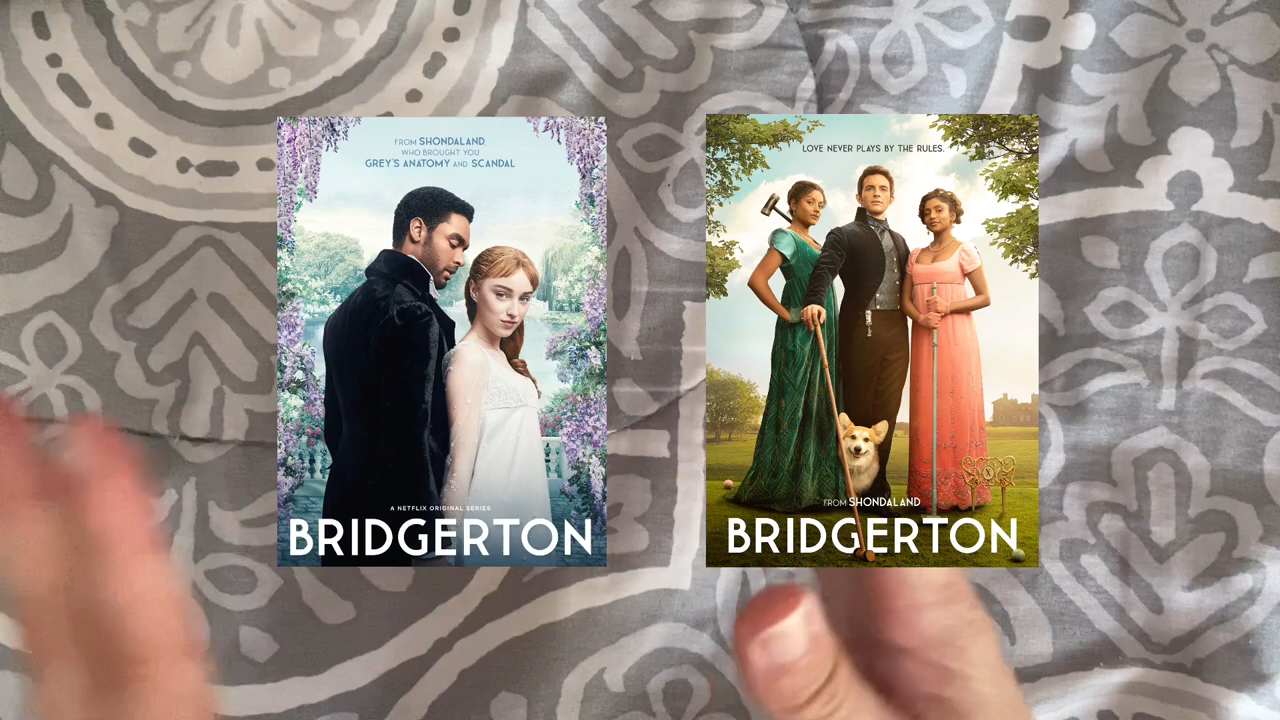 FROM SHONDALAND,
WHO BROUGHT YOU
GREY'S ANATOMY AND SCANDAL
A NETFLIX ORIGINAL SERIES
BRIDGERTON
LOVE NEVER PLAYS BY THE RULES.
FROM SHONDALAND
BRIDGERTON